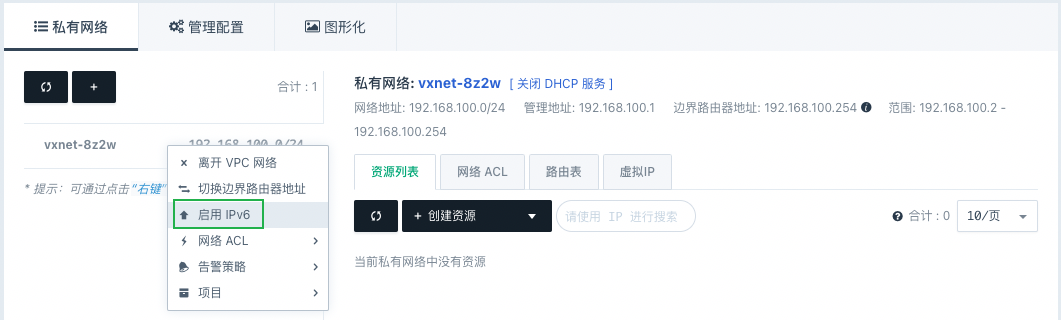 私有网络 管理配置 图形化
+ 合计 : 1
vxnet-8z2w 192.168.100.0/24
* 提示：可通过点击"右键"
× 离开 VPC 网络
切换边界路由器地址
启用 IPv6
网络 ACL
告警策略
项目
私有网络: vxnet-8z2w [ 关闭 DHCP 服务 ]
网络地址: 192.168.100.0/24 管理地址: 192.168.100.1 边界路由器地址: 192.168.100.254 范围: 192.168.100.2 -
192.168.100.254
资源列表 网络 ACL 路由表 虚拟IP
+ 创建资源 请使用 IP 进行搜索 合计 : 0 10/页
当前私有网络中没有资源